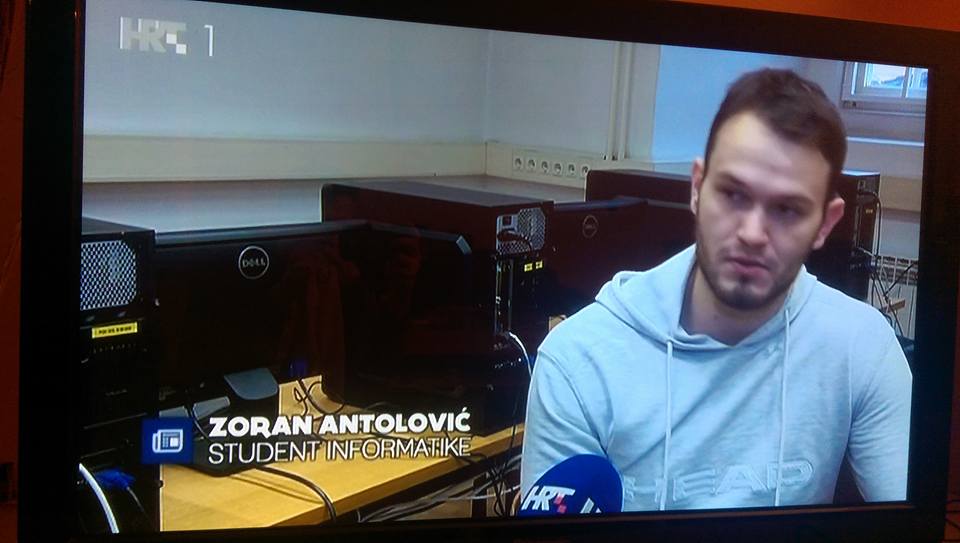 HRT 1
DELL
ZORAN ANTOLOVIĆ
STUDENT INFORMATIKE
HEAD
HRT